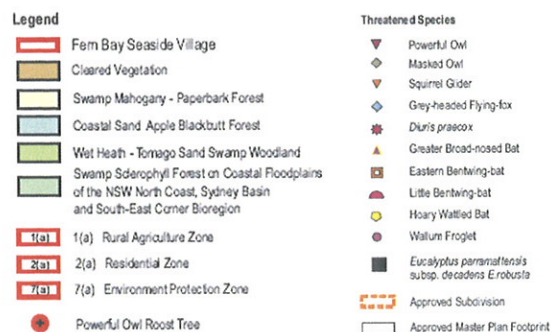 Legend
Fern Bay Seaside Village
Cleared Vegetation
Swamp Mahogany - Paperbark Forest
Coastal Sand Apple Blackbutt Forest
Wet Heath - Tomago Sand Swamp Woodland
Swamp Sclerophyll Forest on Coastal Floodplains
of the NSW North Coast, Sydney Basin
and South-East Corner Bioregion
1(a) 1(a) Rural Agriculture Zone
2(a) 2(a) Residential Zone
7(a) 7(a) Environment Protection Zone
Powerful Owl Roost Tree
Threatened Species
Powerful Owl
Masked Owl
Squirrel Glider
Grey-headed Flying-fox
Diuris praecox
Greater Broad-nosed Bat
Eastern Bentwing-bat
Little Bentwing-bat
Hoary Wattled Bat
Wallum Froglet
Eucalyptus parramattensis
subsp. decadens E.robusta
Approved Subdivision
Approved Master Plan Footprint